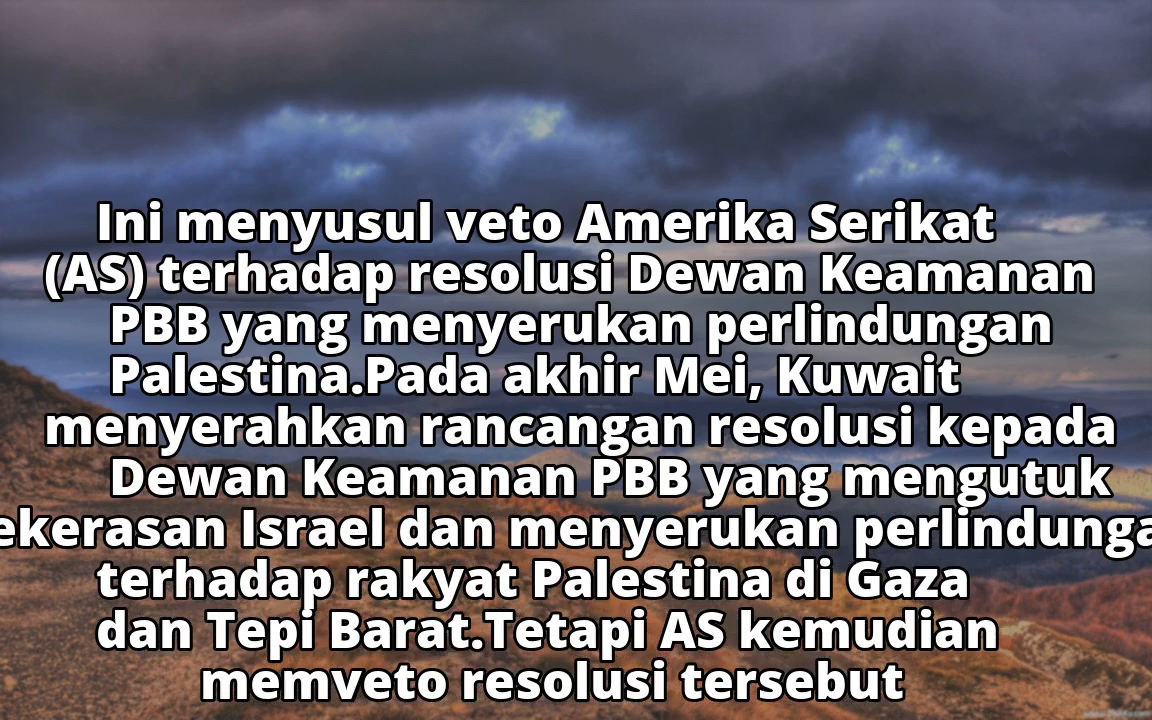 Ini menyusul veto Amerika Serikat
(AS) terhadap resolusi Dewan Keamanan
PBB yang menyerukan perlindungan
Palestina.Pada akhir Mei, Kuwait
menyerahkan rancangan resolusi kepada
Dewan Keamanan PBB yang mengutuk
ekerasan Israel dan menyerukan perlindunga
terhadap rakyat Palestina di Gaza
dan Tepi Barat.Tetapi AS kemudian
memveto resolusi tersebut